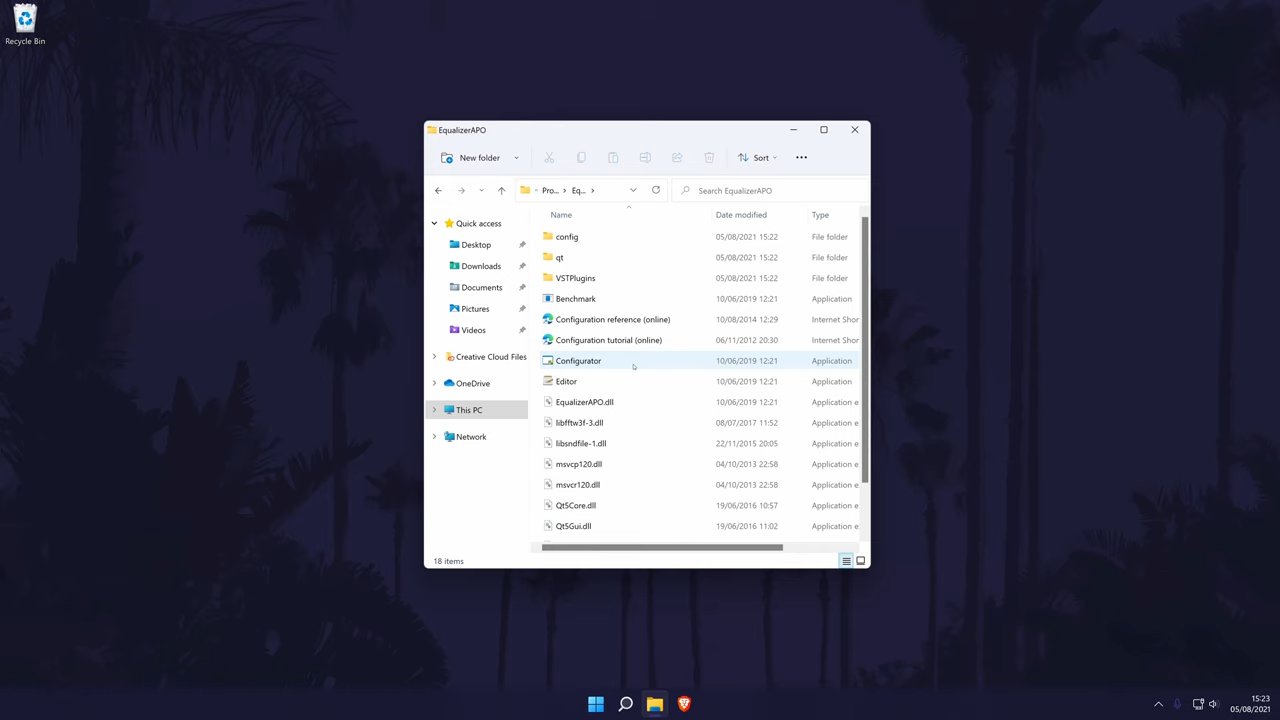 Recycle Bin
EqualizerAPO
New folder
Sort
Pro... > Eq... >
Search EqualizerAPO
Name Date modified Type
Quick access
Desktop
Downloads
Documents
Pictures
Videos
Creative Cloud Files
OneDrive
This PC
Network
config 05/08/2021 15:22 File folder
qt 05/08/2021 15:22 File folder
VSTPlugins 05/08/2021 15:22 File folder
Benchmark 10/06/2019 12:21 Application
Configuration reference (online) 10/08/2014 12:29 Internet Shor
Configuration tutorial (online) 06/11/2012 20:30 Internet Shor
Configurator 10/06/2019 12:21 Application
Editor 10/06/2019 12:21 Application
EqualizerAPO.dll 10/06/2019 12:21 Application e
libfftw3f-3.dll 08/07/2017 11:52 Application e
libsndfile-1.dll 22/11/2015 20:05 Application e
msvcp120.dll 04/10/2013 22:58 Application e
msvcr120.dll 04/10/2013 22:58 Application e
Qt5Core.dll 19/06/2016 10:57 Application e
Qt5Gui.dll 19/06/2016 11:02 Application e
18 items
15:23
05/08/2021